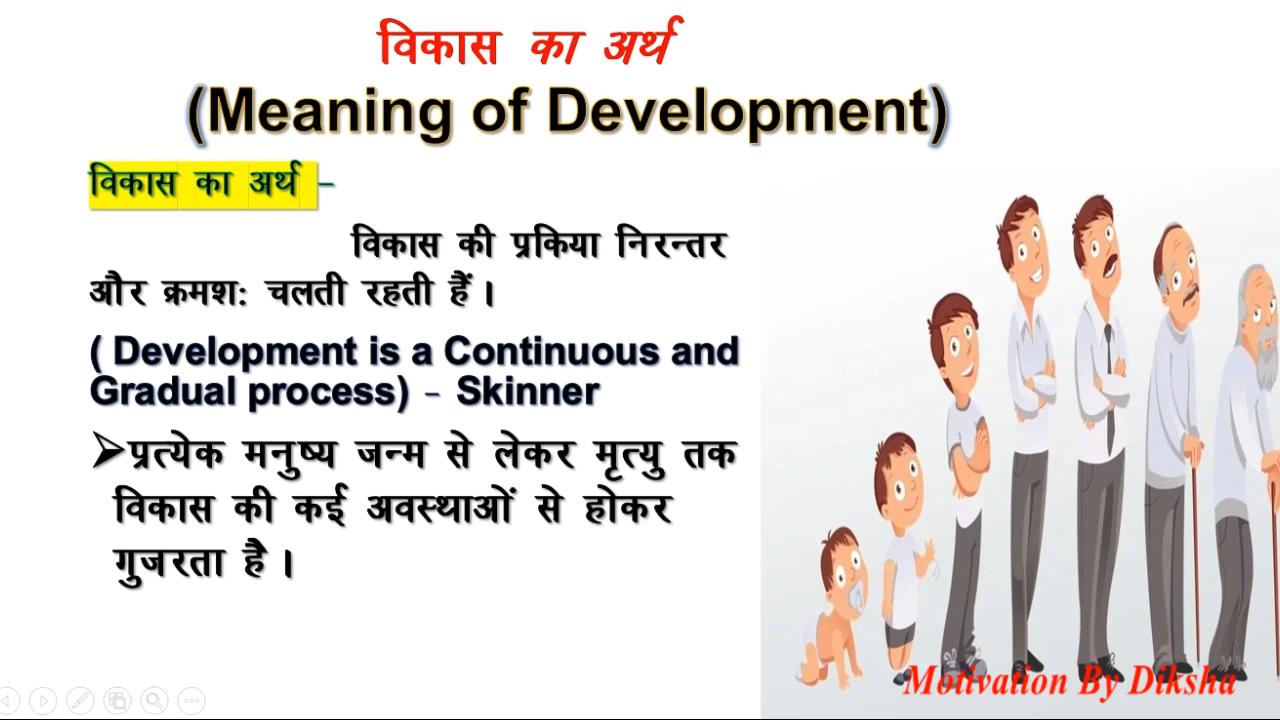 विकास का अर्थ
(Meaning of Development)
विकास का अर्थ –
विकास की प्रकिया निरन्तर
और क्रमशः चलती रहती हैं ।
( Development is a Continuous and
Gradual process) – Skinner
➢प्रत्येक मनुष्य जन्म से लेकर मृत्यु तक
विकास की कई अवस्थाओं से होकर
गुजरता है ।
Motivation By Diksha